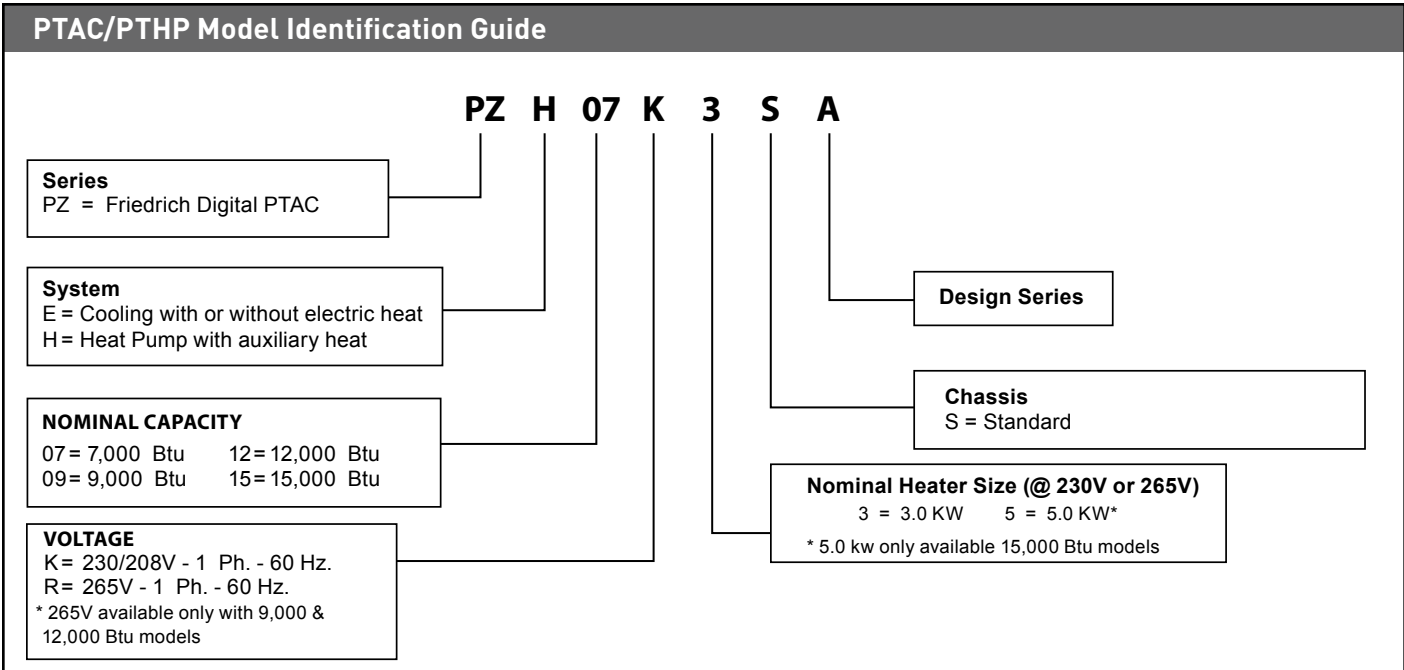 PTAC/PTHP Model Identification Guide
PZ H 07 K 3 S A
Series
PZ = Friedrich Digital PTAC
System
E = Cooling with or without electric heat
H = Heat Pump with auxiliary heat
NOMINAL CAPACITY
07 = 7,000 Btu 12 = 12,000 Btu
09 = 9,000 Btu 15 = 15,000 Btu
VOLTAGE
K = 230/208V - 1 Ph. - 60 Hz.
R = 265V - 1 Ph. - 60 Hz.
* 265V available only with 9,000 &
12,000 Btu models
Design Series
Chassis
S = Standard
Nominal Heater Size (@ 230V or 265V)
3 = 3.0 KW 5 = 5.0 KW*
* 5.0 kw only available 15,000 Btu models